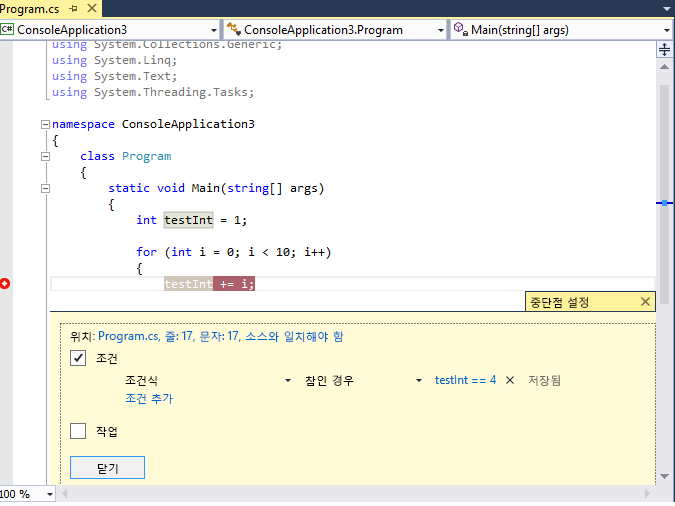 Program.cs
C# ConsoleApplication3 ConsoleApplication3.Program Main(string[] args)
using System.Collections.Generic;
using System.Linq;
using System.Text;
using System.Threading.Tasks;
namespace ConsoleApplication3
{
class Program
{
static void Main(string[] args)
{
int testInt = 1;
for (int i = 0; i < 10; i++)
{
testInt += i;
중단점 설정
위치: Program.cs, 줄: 17, 문자: 17, 소스와 일치해야 함
조건
조건식 참인 경우 testInt == 4 저장됨
조건 추가
작업
닫기
100 %